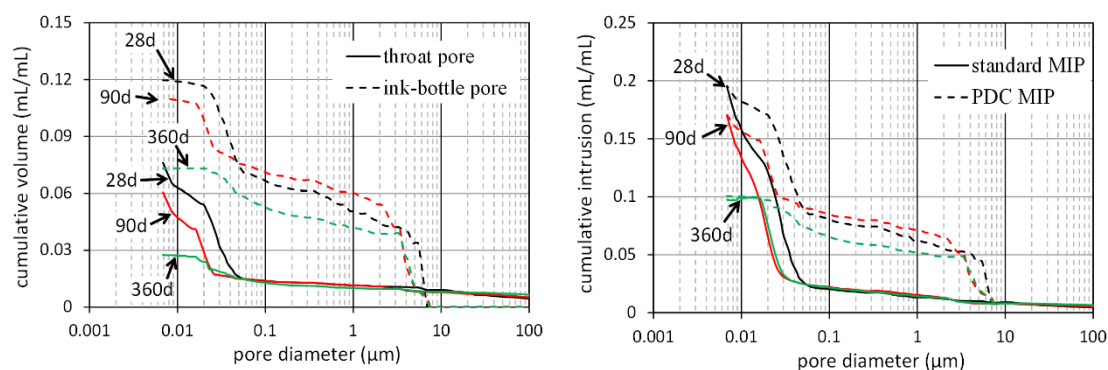 0.15
0.12
0.09
0.06
0.03
0
cumulative volume (mL/mL)
28d
90d
360d
28d
90d
360d
throat pore
ink-bottle pore
0.001 0.01 0.1 1 10 100
pore diameter (µm)
0.25
0.2
0.15
0.1
0.05
0
cumulative intrusion (mL/mL)
28d
90d
360d
standard MIP
PDC MIP
0.001 0.01 0.1 1 10 100
pore diameter (µm)